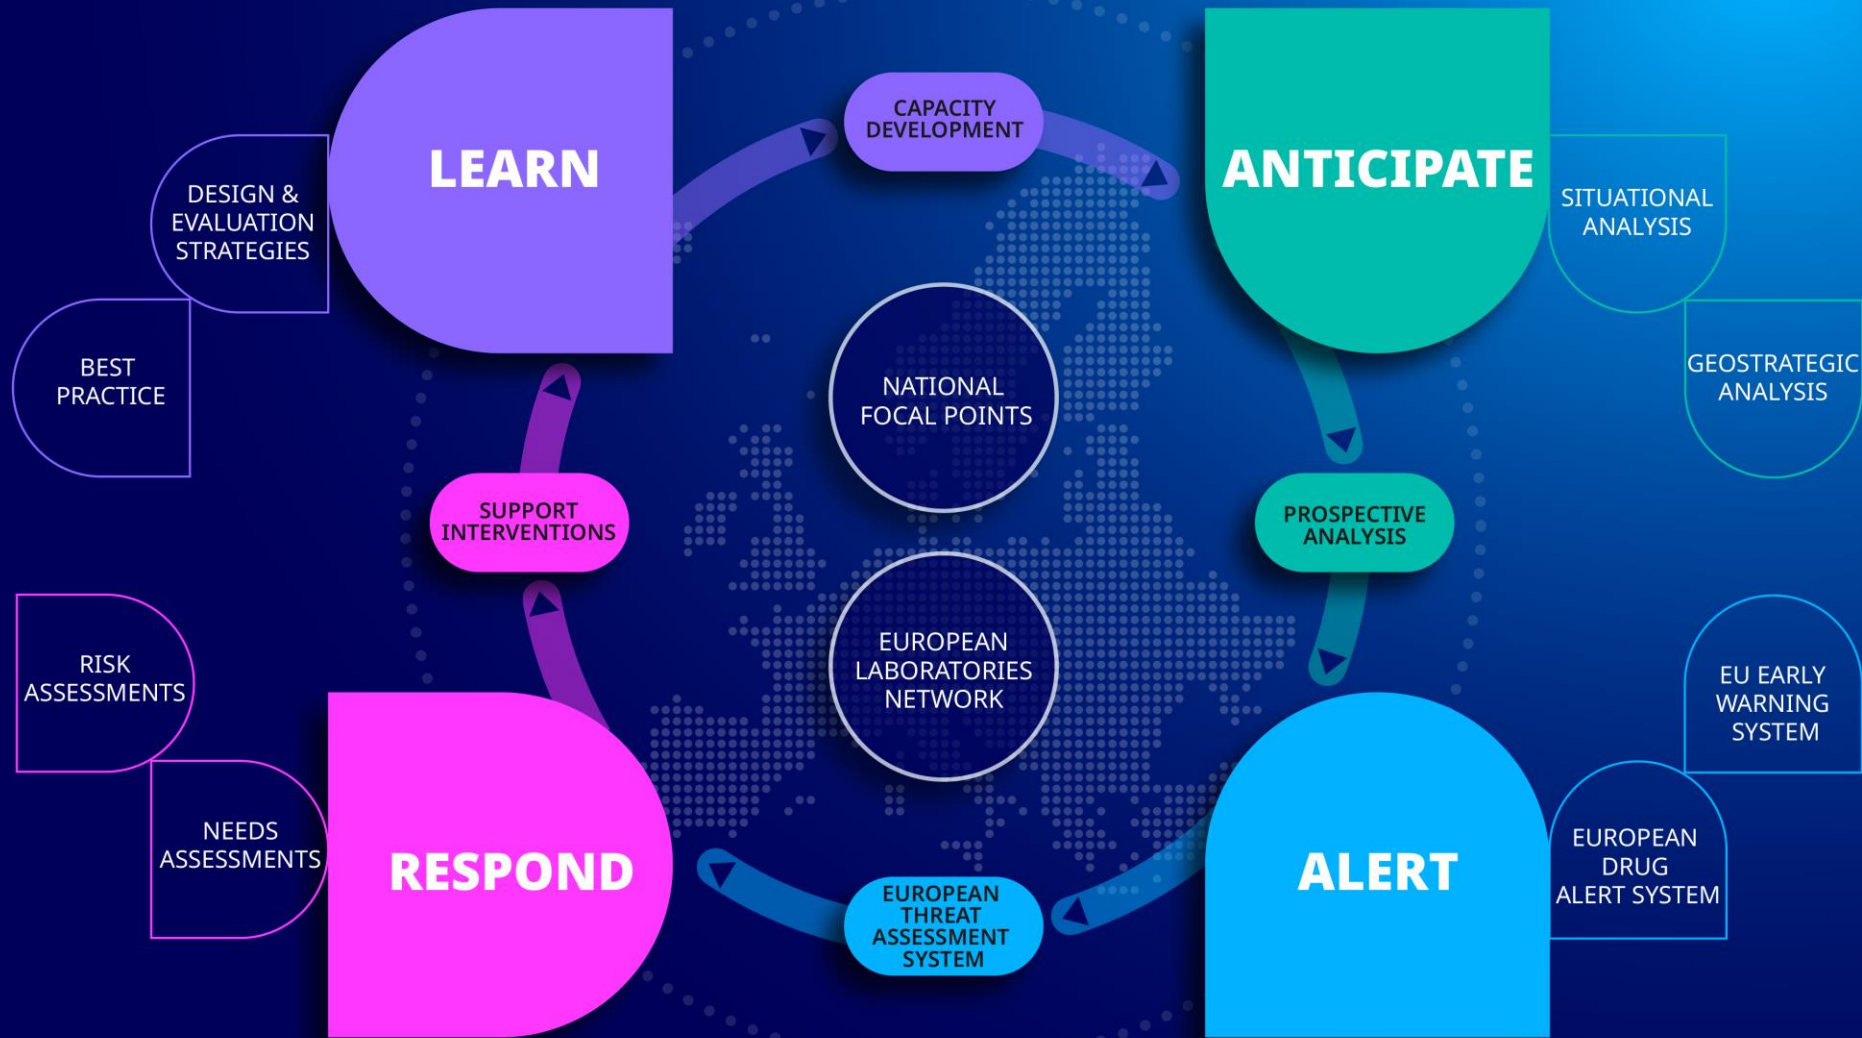 LEARN
DESIGN &
EVALUATION
STRATEGIES
BEST
PRACTICE
CAPACITY
DEVELOPMENT
ANTICIPATE
SITUATIONAL
ANALYSIS
GEOSTRATEGIC
ANALYSIS
NATIONAL
FOCAL POINTS
SUPPORT
INTERVENTIONS
PROSPECTIVE
ANALYSIS
EUROPEAN
LABORATORIES
NETWORK
RISK
ASSESSMENTS
NEEDS
ASSESSMENTS
RESPOND
EUROPEAN
THREAT
ASSESSMENT
SYSTEM
ALERT
EU EARLY
WARNING
SYSTEM
EUROPEAN
DRUG
ALERT SYSTEM